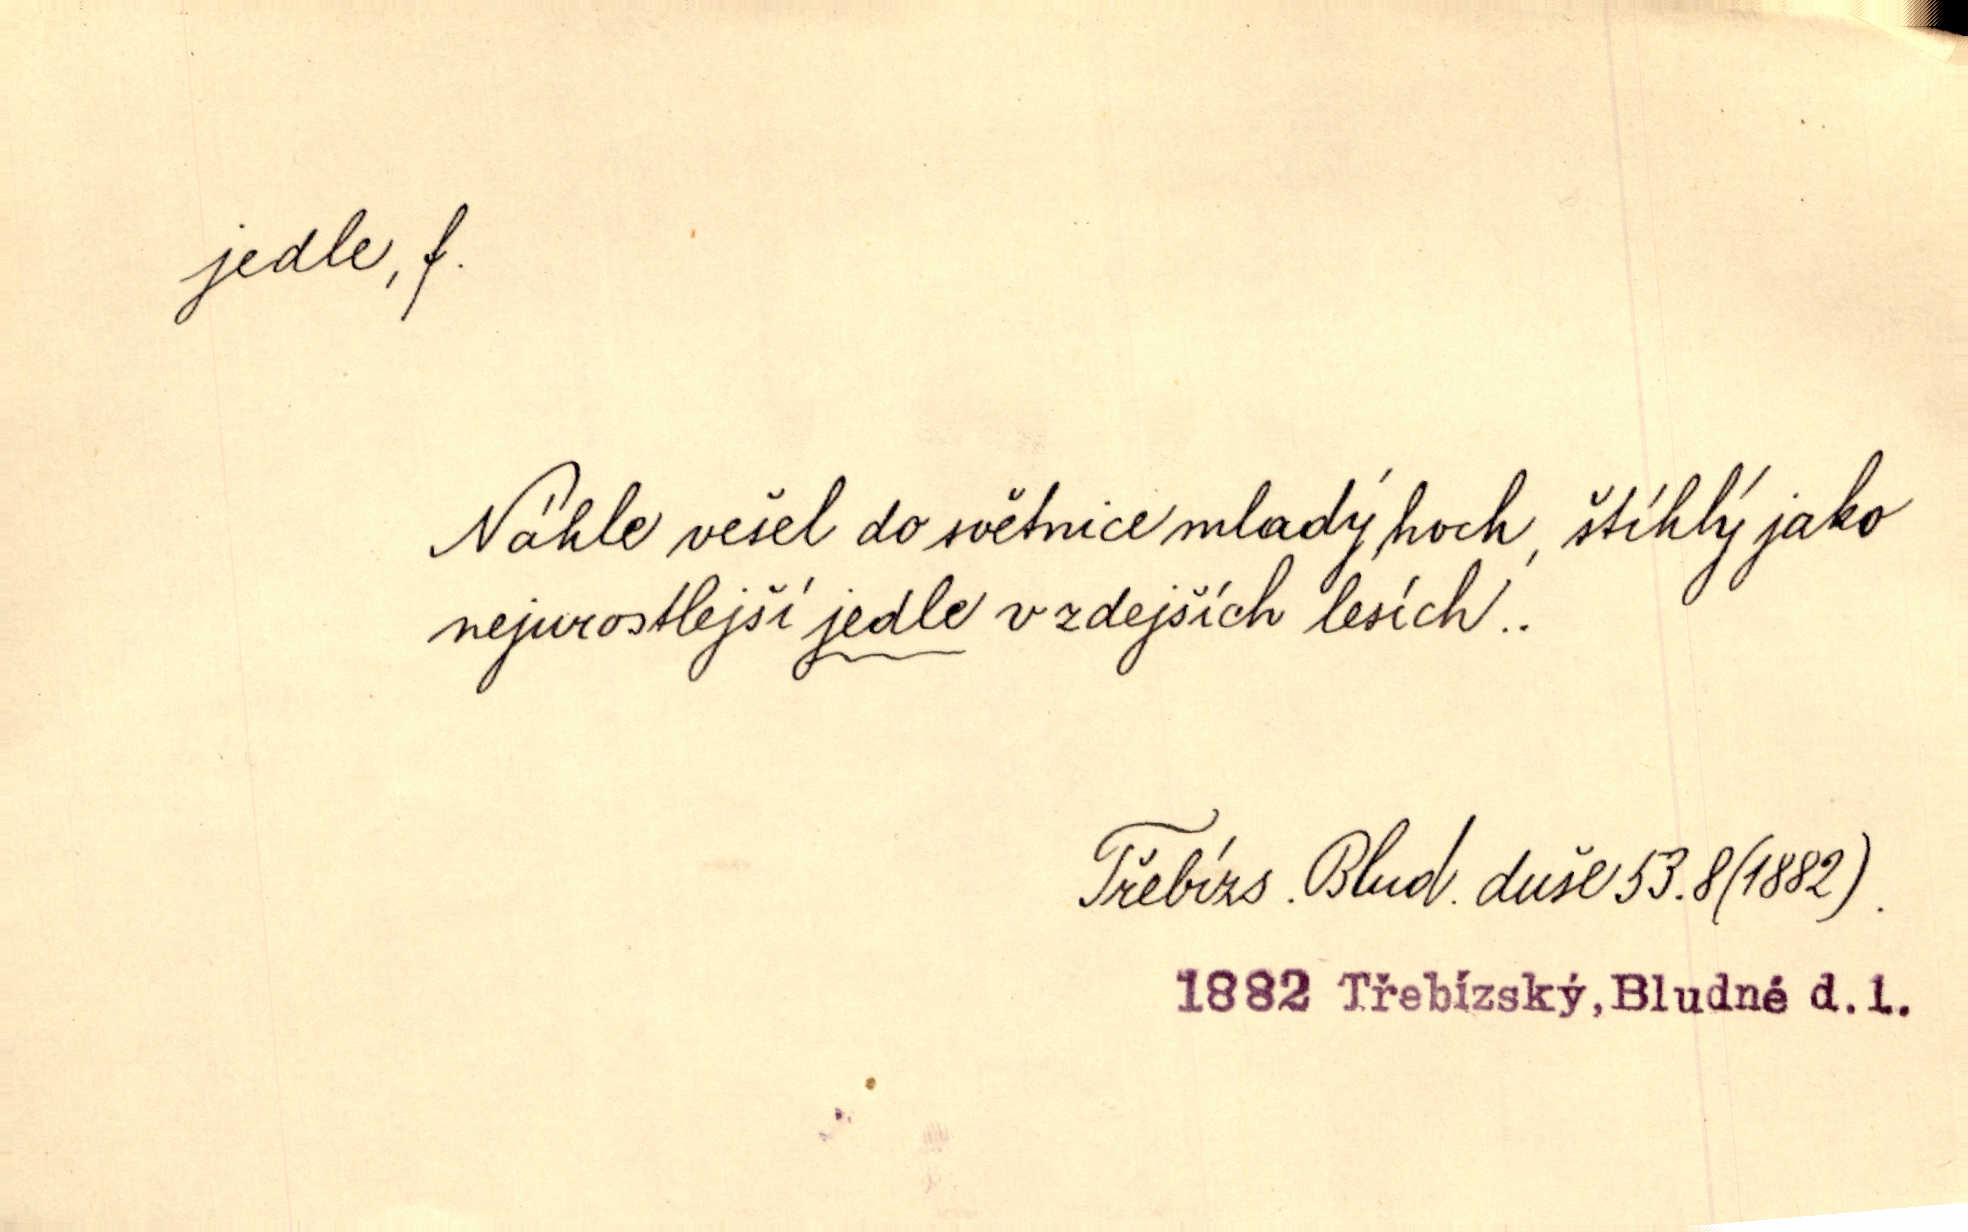 jedle, f.
Náhle vešel do světnice mladý hoch, štíhlý jako
nejurostlejší jedle v zdejších lesích..
Třebízs. Blud. duše 53.8 (1882).
1882 Třebízský, Bludné d.1.